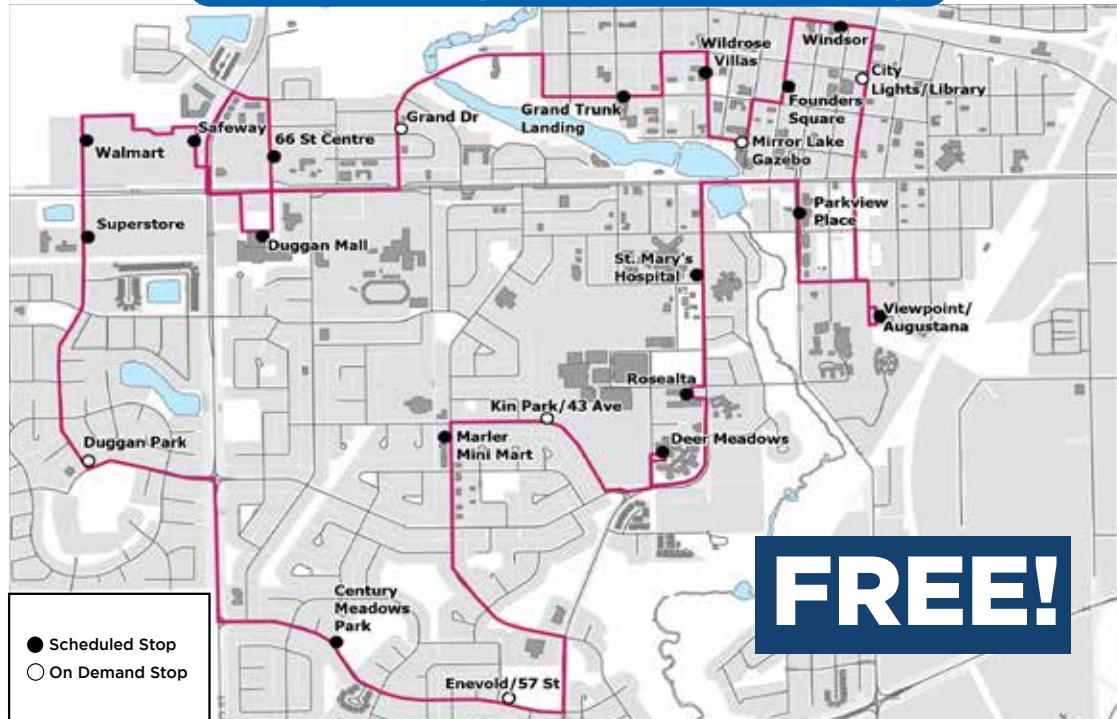 Windsor
Wildrose
Villas
City
Lights/Library
Grand Trunk
Landing
Founders
Square
Grand Dr
Safeway
66 St Centre
Mirror Lake
Gazebo
Walmart
Parkview
Place
Superstore
Duggan Mall
St. Mary's
Hospital
Viewpoint/
Augustana
Rosealta
Kin Park/43 Ave
Duggan Park
Marler
Mini Mart
Deer Meadows
FREE!
Century
Meadows
Park
Scheduled Stop
On Demand Stop
Enevold/57 St